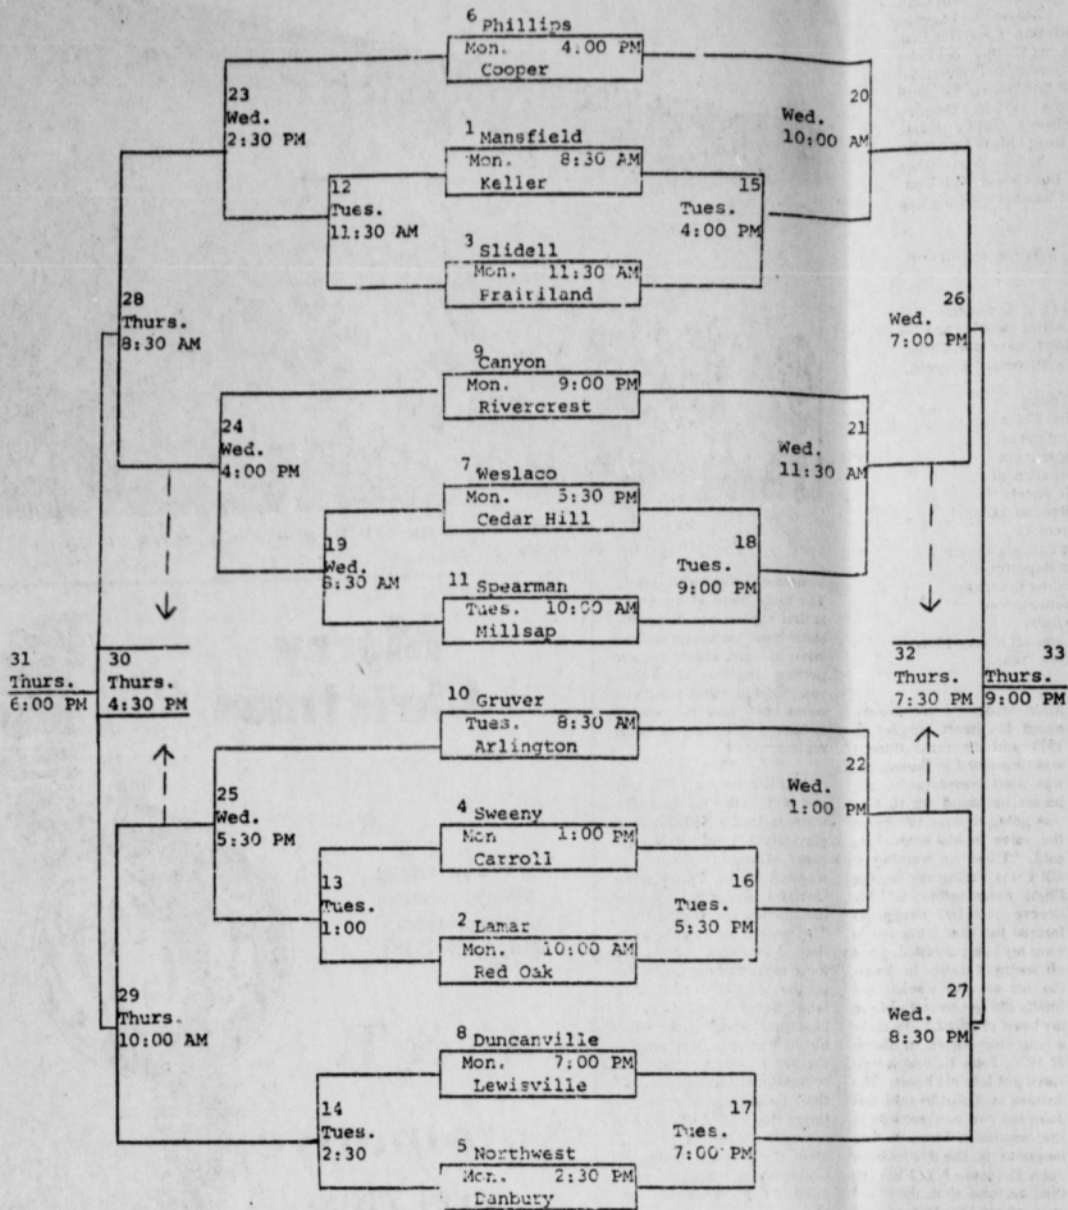 6 Phillips
Mon. 4:00 PM
Cooper
23
Wed.
2:30 PM
20
Wed.
10:00 AM
1 Mansfield
Mon. 8:30 AM
Keller
12
Tues.
11:30 AM
15
Tues.
4:00 PM
3 Slidell
Mon. 11:30 AM
Prairiland
28
Thurs.
8:30 AM
26
Wed.
7:00 PM
9 Canyon
Mon. 9:00 PM
Rivercrest
24
Wed.
4:00 PM
21
Wed.
11:30 AM
7 Weslaco
Mon. 5:30 PM
Cedar Hill
19
Wed.
8:30 AM
18
Tues.
9:00 PM
11 Spearman
Tues. 10:00 AM
Millsap
31
Thurs.
6:00 PM
30
Thurs.
4:30 PM
32
Thurs.
7:30 PM
33
Thurs.
9:00 PM
10 Gruver
Tues. 8:30 AM
Arlington
25
Wed.
5:30 PM
22
Wed.
1:00 PM
4 Sweeny
Mon 1:00 PM
Carroll
13
Tues.
1:00
16
Tues.
5:30 PM
2 Lamar
Mon. 10:00 AM
Red Oak
29
Thurs.
10:00 AM
27
Wed.
8:30 PM
8 Duncanville
Mon. 7:00 PM
Lewisville
14
Tues.
2:30
17
Tues.
7:00 PM
5 Northwest
Mon. 2:30 PM
Danbury